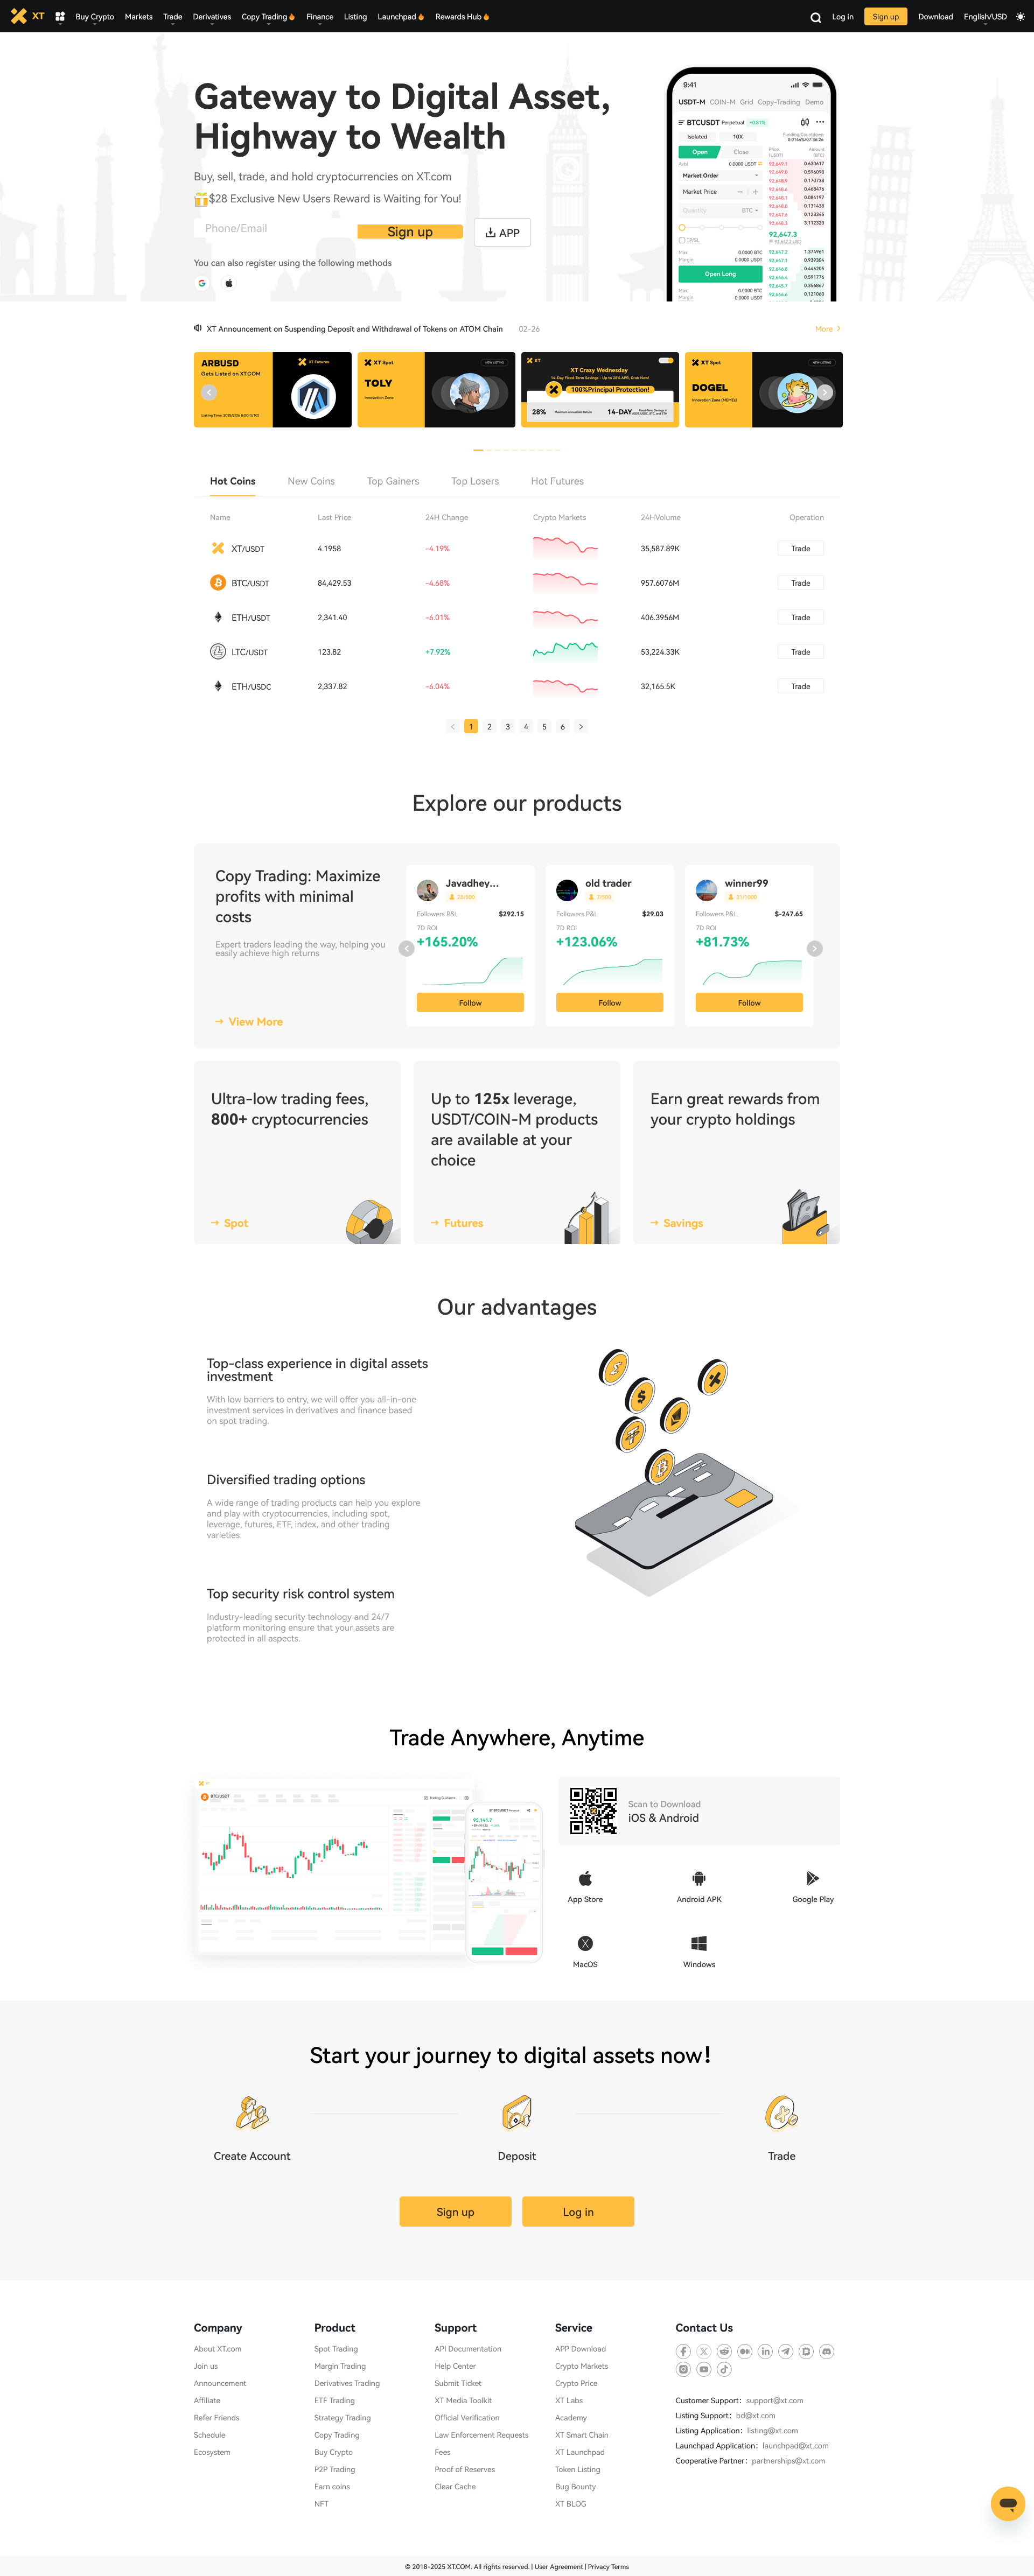 XT Buy Crypto Markets Trade Derivatives Copy Trading Finance Listing Launchpad Rewards Hub Log in Sign up Download English/USD
Gateway to Digital Asset,
Highway to Wealth
Buy, sell, trade, and hold cryptocurrencies on XT.com
$28 Exclusive New Users Reward is Waiting for You!
Phone/Email Sign up APP
You can also register using the following methods
9:41
USDT-M COIN-M Grid Copy-Trading Demo
BTCUSDT Perpetual +0.81%
Isolated 10X
Open Close
Market Order
Market Price
Quantity BTC
TP/SL
Open Long
92,647.3
XT Announcement on Suspending Deposit and Withdrawal of Tokens on ATOM Chain 02-26 More
ARBUSD
Gets Listed on XT.COM
XT Futures
XT Spot
TOLY
Innovation Zone
NEW LISTING
XT
XT Crazy Wednesday
100%Principal Protection!
28% 14-DAY
XT Spot
DOGEL
Innovation Zone (MEMEs)
NEW LISTING
Hot Coins New Coins Top Gainers Top Losers Hot Futures
Name Last Price 24H Change Crypto Markets 24HVolume Operation
XT/USDT 4.1958 -4.19% 35,587.89K Trade
BTC/USDT 84,429.53 -4.68% 957.6076M Trade
ETH/USDT 2,341.40 -6.01% 406.3956M Trade
LTC/USDT 123.82 +7.92% 53,224.33K Trade
ETH/USDC 2,337.82 -6.04% 32,165.5K Trade
1 2 3 4 5 6
Explore our products
Copy Trading: Maximize
profits with minimal
costs
Expert traders leading the way, helping you
easily achieve high returns
View More
Javadhey...
28/500
Followers P&L $292.15
7D ROI
+165.20%
Follow
old trader
7/500
Followers P&L $29.03
7D ROI
+123.06%
Follow
winner99
Followers P&L $-247.65
7D ROI
+81.73%
Follow
Ultra-low trading fees,
800+ cryptocurrencies
Spot
Up to 125x leverage,
USDT/COIN-M products
are available at your
choice
Futures
Earn great rewards from
your crypto holdings
Savings
Our advantages
Top-class experience in digital assets
investment
With low barriers to entry, we will offer you all-in-one
investment services in derivatives and finance based
on spot trading.
Diversified trading options
A wide range of trading products can help you explore
and play with cryptocurrencies, including spot,
leverage, futures, ETF, index, and other trading
varieties.
Top security risk control system
Industry-leading security technology and 24/7
platform monitoring ensure that your assets are
protected in all aspects.
Trade Anywhere, Anytime
BTC/USDT
Scan to Download
iOS & Android
App Store Android APK Google Play
MacOS Windows
Start your journey to digital assets now!
Create Account Deposit Trade
Sign up Log in
Company
About XT.com
Join us
Announcement
Affiliate
Refer Friends
Schedule
Ecosystem
Product
Spot Trading
Margin Trading
Derivatives Trading
ETF Trading
Strategy Trading
Copy Trading
Buy Crypto
P2P Trading
Earn coins
NFT
Support
API Documentation
Help Center
Submit Ticket
XT Media Toolkit
Official Verification
Law Enforcement Requests
Fees
Proof of Reserves
Clear Cache
Service
APP Download
Crypto Markets
Crypto Price
XT Labs
Academy
XT Smart Chain
XT Launchpad
Token Listing
Bug Bounty
XT BLOG
Contact Us
Customer Support: support@xt.com
Listing Support: bd@xt.com
Listing Application: listing@xt.com
Launchpad Application: launchpad@xt.com
Cooperative Partner: partnerships@xt.com
© 2018-2025 XT.COM. All rights reserved. | User Agreement | Privacy Terms